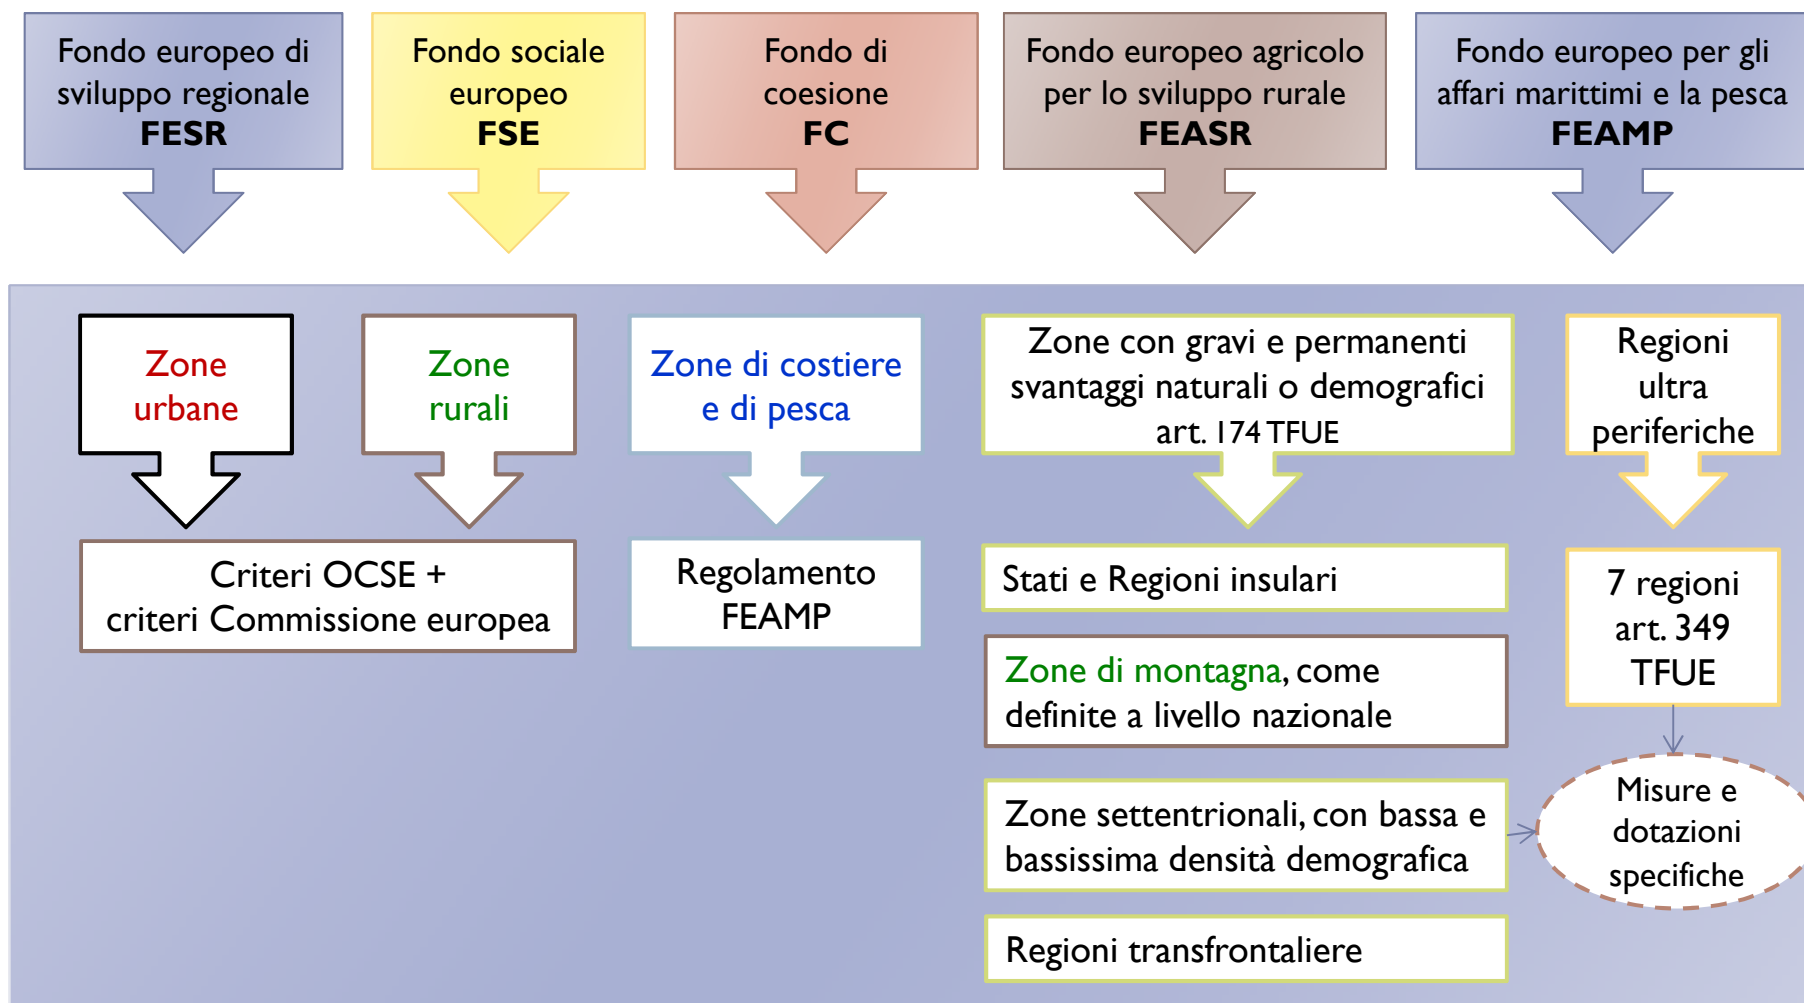 Fondo europeo di
sviluppo regionale
FESR
Fondo sociale
europeo
FSE
Fondo di
coesione
FC
Fondo europeo agricolo
per lo sviluppo rurale
FEASR
Fondo europeo per gli
affari marittimi e la pesca
FEAMP
Zone
urbane
Zone
rurali
Zone di costiere
e di pesca
Zone con gravi e permanenti
svantaggi naturali o demografici
art. 174 TFUE
Regioni
ultra
periferiche
Criteri OCSE +
criteri Commissione europea
Regolamento
FEAMP
Stati e Regioni insulari
Zone di montagna, come
definite a livello nazionale
Zone settentrionali, con bassa e
bassissima densità demografica
Regioni transfrontaliere
7 regioni
art. 349
TFUE
Misure e
dotazioni
specifiche